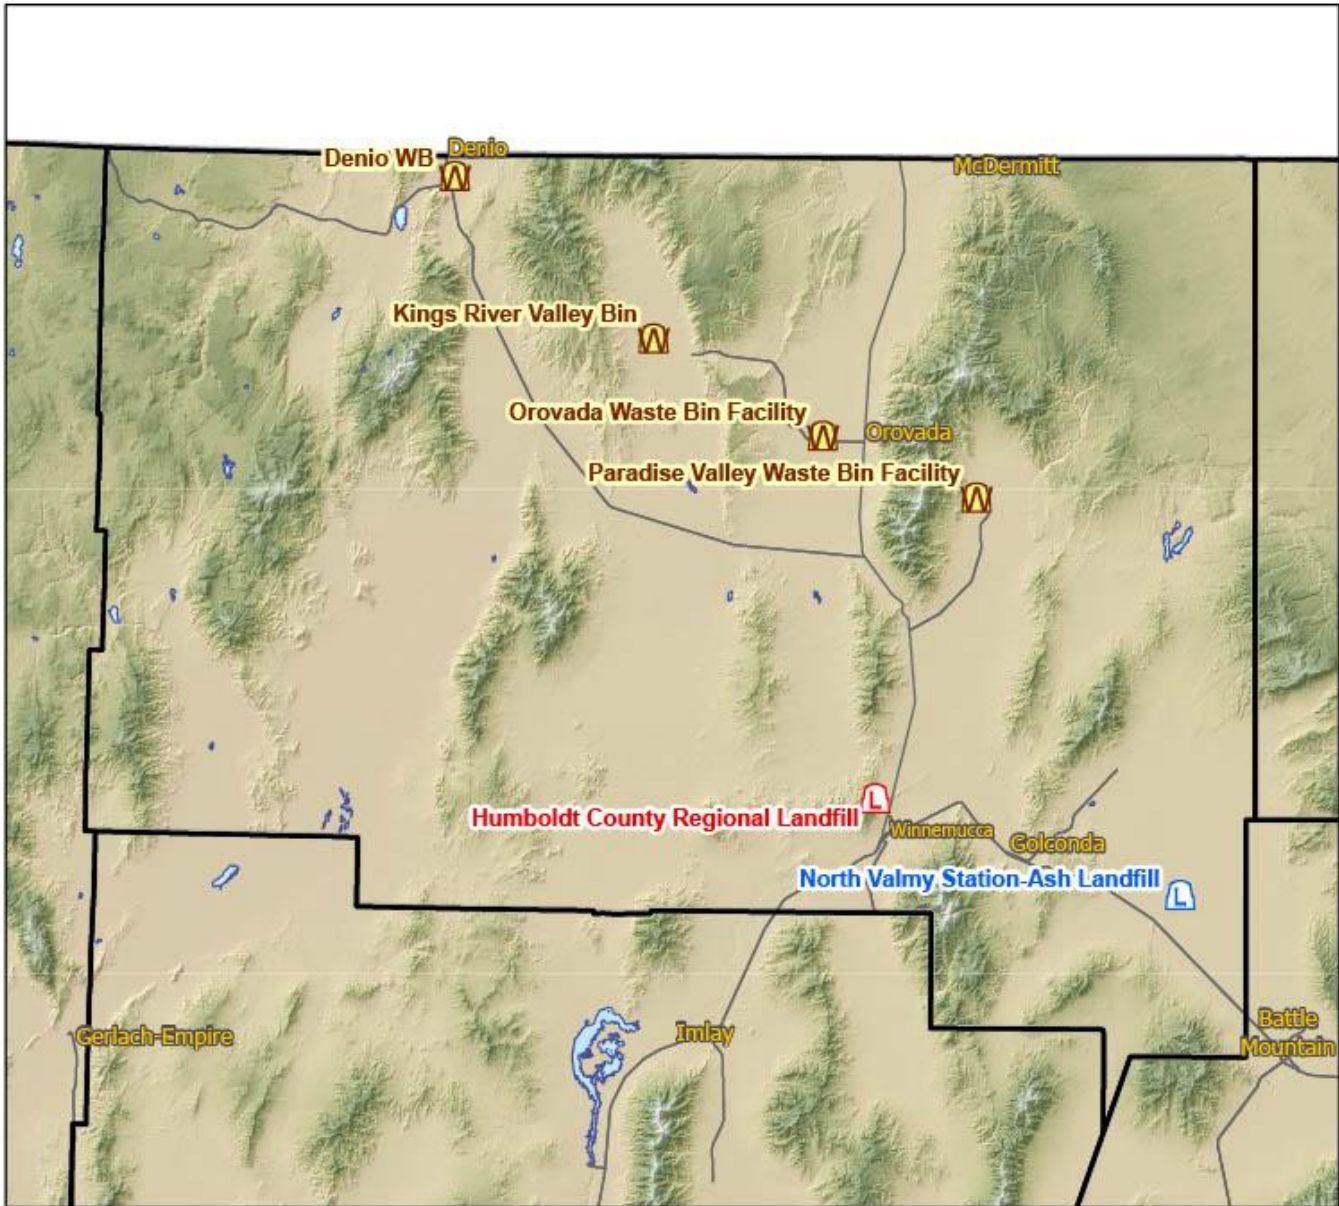 Denio WB
Denio
McDermitt
Kings River Valley Bin
Orovada Waste Bin Facility
Orovada
Paradise Valley Waste Bin Facility
L
Humboldt County Regional Landfill
Winnemucca
Golconda
North Valmy Station-Ash Landfill
L
Gerlach-Empire
Imlay
Battle
Mountain